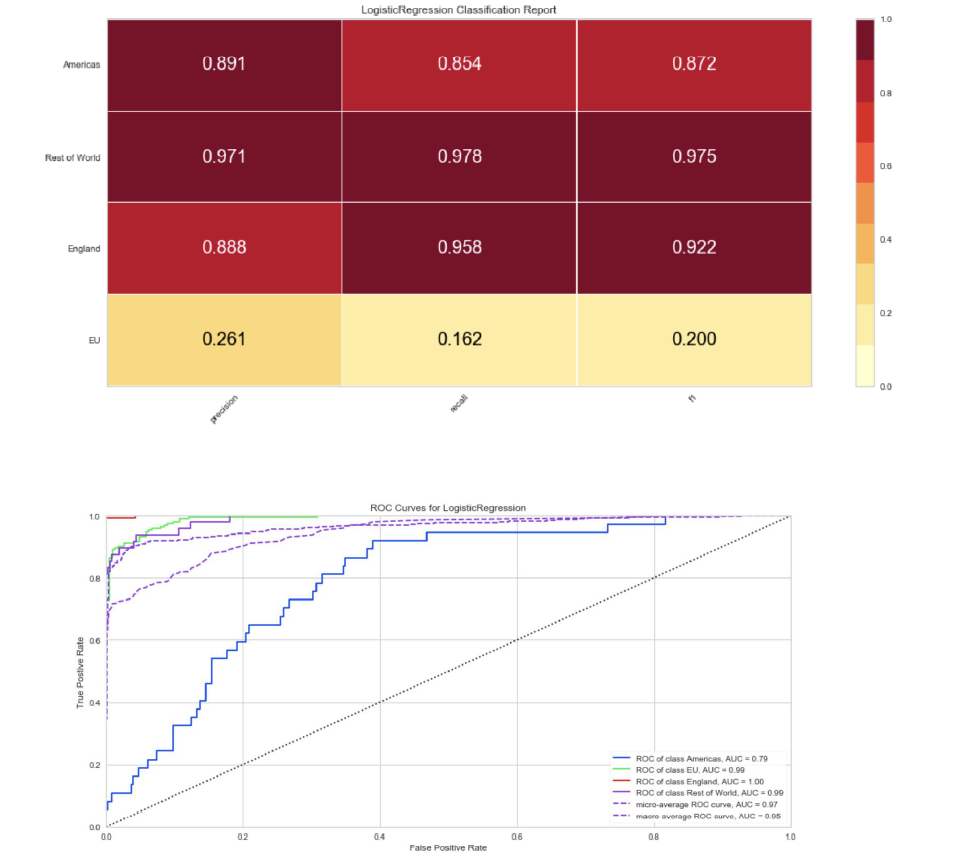 LogisticRegression Classification Report
1.0
Americas 0.891 0.854 0.872
0.8
Rest of World 0.971 0.978 0.975
0.6
0.4
England 0.888 0.958 0.922
0.2
EU 0.261 0.162 0.200
0.0
precision recall f1
ROC Curves for LogisticRegression
1.0
0.8
0.6
True Postive Rate
0.4
0.2
ROC of class Americas, AUC = 0.79
ROC of class EU, AUC = 0.99
ROC of class England, AUC = 1.00
ROC of class Rest of World, AUC = 0.99
micro-average ROC curve, AUC = 0.97
macro-average ROC curve, AUC = 0.95
0.0
0.0 0.2 0.4 0.6 0.8 1.0
False Positive Rate